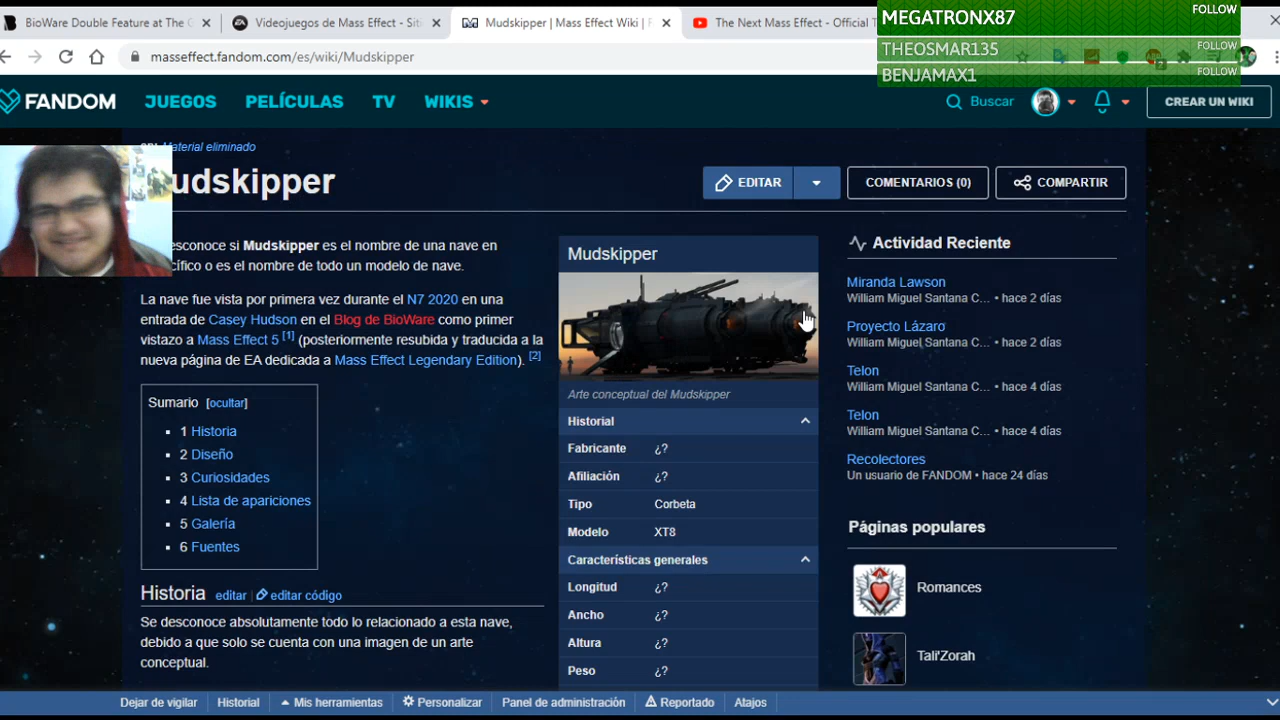 BioWare Double Feature at The G
Videojuegos de Mass Effect - Siti
Mudskipper | Mass Effect Wiki | F
The Next Mass Effect - Official T
MEGATRONX87 FOLLOW
THEOSMAR135 FOLLOW
BENJAMAX1 FOLLOW
masseffect.fandom.com/es/wiki/Mudskipper
FANDOM JUEGOS PELÍCULAS TV WIKIS Buscar CREAR UN WIKI
Material eliminado
udskipper
EDITAR COMENTARIOS (0) COMPARTIR
esconoce si Mudskipper es el nombre de una nave en
cífico o es el nombre de todo un modelo de nave.
La nave fue vista por primera vez durante el N7 2020 en una
entrada de Casey Hudson en el Blog de BioWare como primer
vistazo a Mass Effect 5 [1] (posteriormente resubida y traducida a la
nueva página de EA dedicada a Mass Effect Legendary Edition). [2]
Sumario [ocultar]
1 Historia
2 Diseño
3 Curiosidades
4 Lista de apariciones
5 Galería
6 Fuentes
Historia editar | editar código
Se desconoce absolutamente todo lo relacionado a esta nave,
debido a que solo se cuenta con una imagen de un arte
conceptual.
Mudskipper
Arte conceptual del Mudskipper
Historial
Fabricante ¿?
Afiliación ¿?
Tipo Corbeta
Modelo XT8
Características generales
Longitud ¿?
Ancho ¿?
Altura ¿?
Peso ¿?
Actividad Reciente
Miranda Lawson
William Miguel Santana C... • hace 2 días
Proyecto Lázaro
William Miguel Santana C... • hace 2 días
Telon
William Miguel Santana C... • hace 4 días
Telon
William Miguel Santana C... • hace 4 días
Recolectores
Un usuario de FANDOM • hace 24 días
Páginas populares
Romances
Tali'Zorah
Dejar de vigilar Historial Mis herramientas Personalizar Panel de administración Reportado Atajos